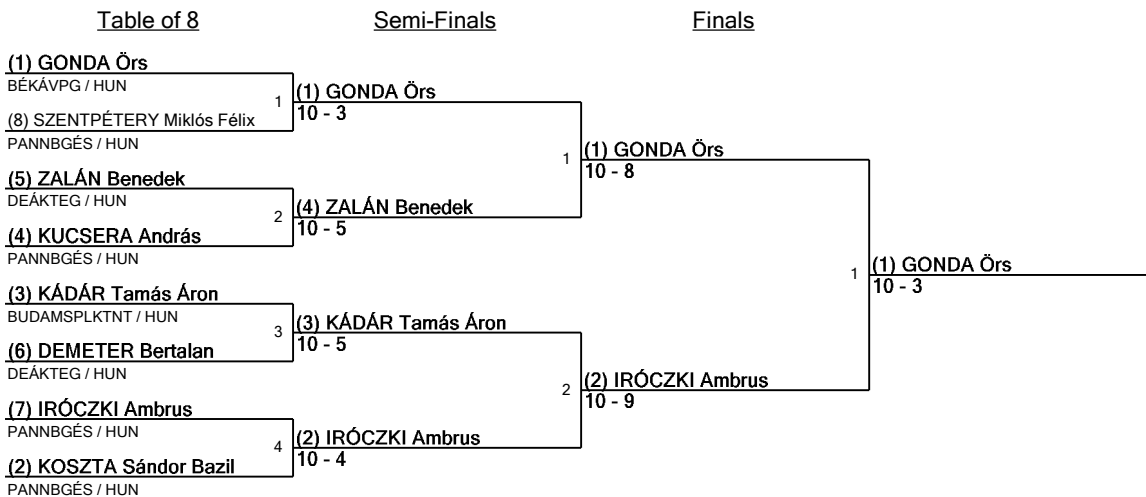 Table of 8
Semi-Finals
Finals
(1) GONDA Örs
BÉKÁVPG / HUN
(8) SZENTPÉTERY Miklós Félix
PANNBGÉS / HUN
(5) ZALÁN Benedek
DEÁKTEG / HUN
(4) KUCSERA András
PANNBGÉS / HUN
(3) KÁDÁR Tamás Áron
BUDAMSPLKTNT / HUN
(6) DEMETER Bertalan
DEÁKTEG / HUN
(7) IRÓCZKI Ambrus
PANNBGÉS / HUN
(2) KOSZTA Sándor Bazil
PANNBGÉS / HUN
1
(1) GONDA Örs
10 - 3
2
(4) ZALÁN Benedek
10 - 5
3
(3) KÁDÁR Tamás Áron
10 - 5
4
(2) IRÓCZKI Ambrus
10 - 4
1
(1) GONDA Örs
10 - 8
2
(2) IRÓCZKI Ambrus
10 - 9
1
(1) GONDA Örs
10 - 3